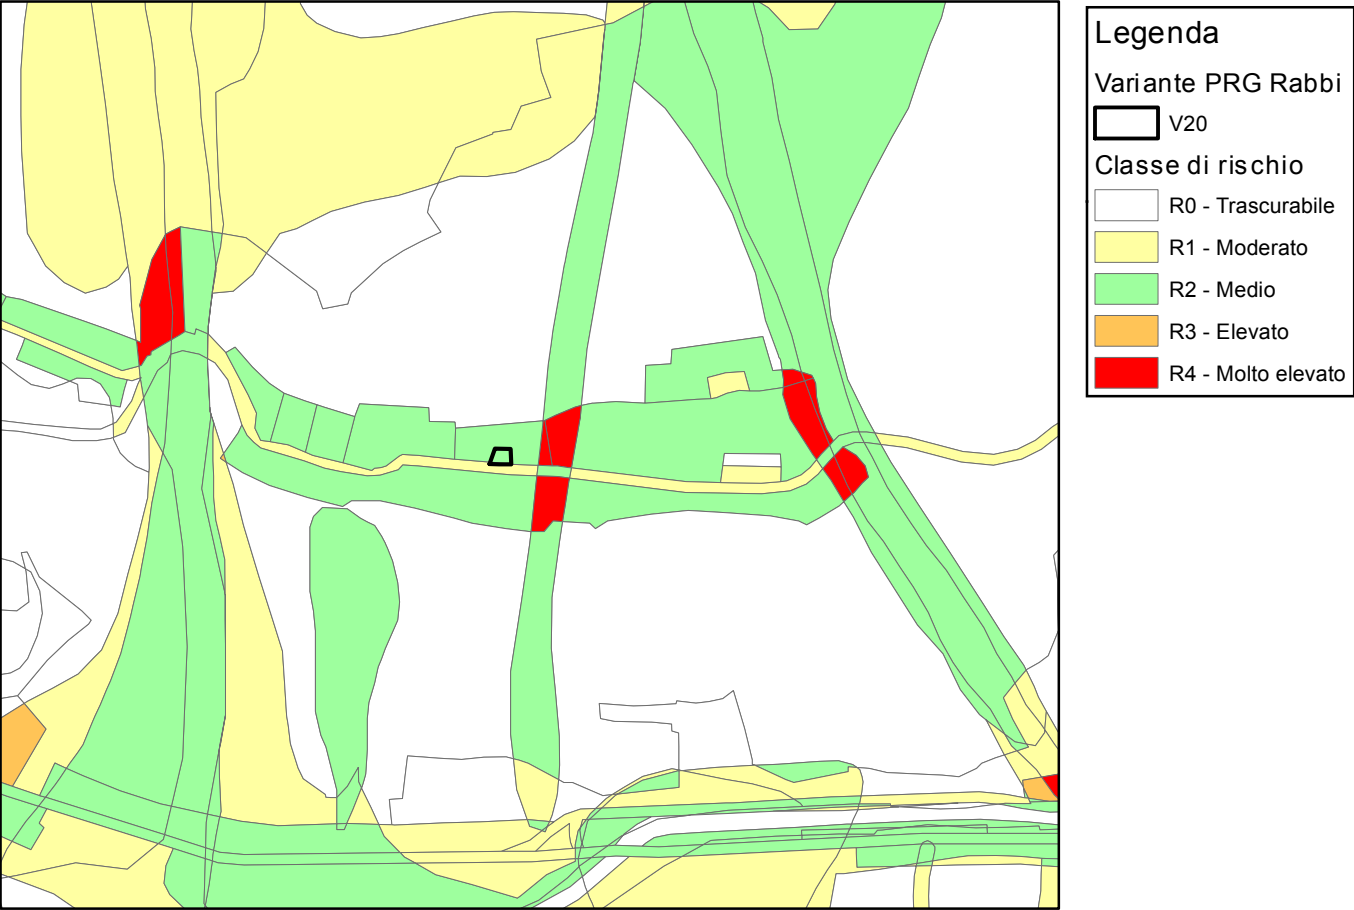 Legenda
Variante PRG Rabbi
V20
Classe di rischio
R0 - Trascurabile
R1 - Moderato
R2 - Medio
R3 - Elevato
R4 - Molto elevato